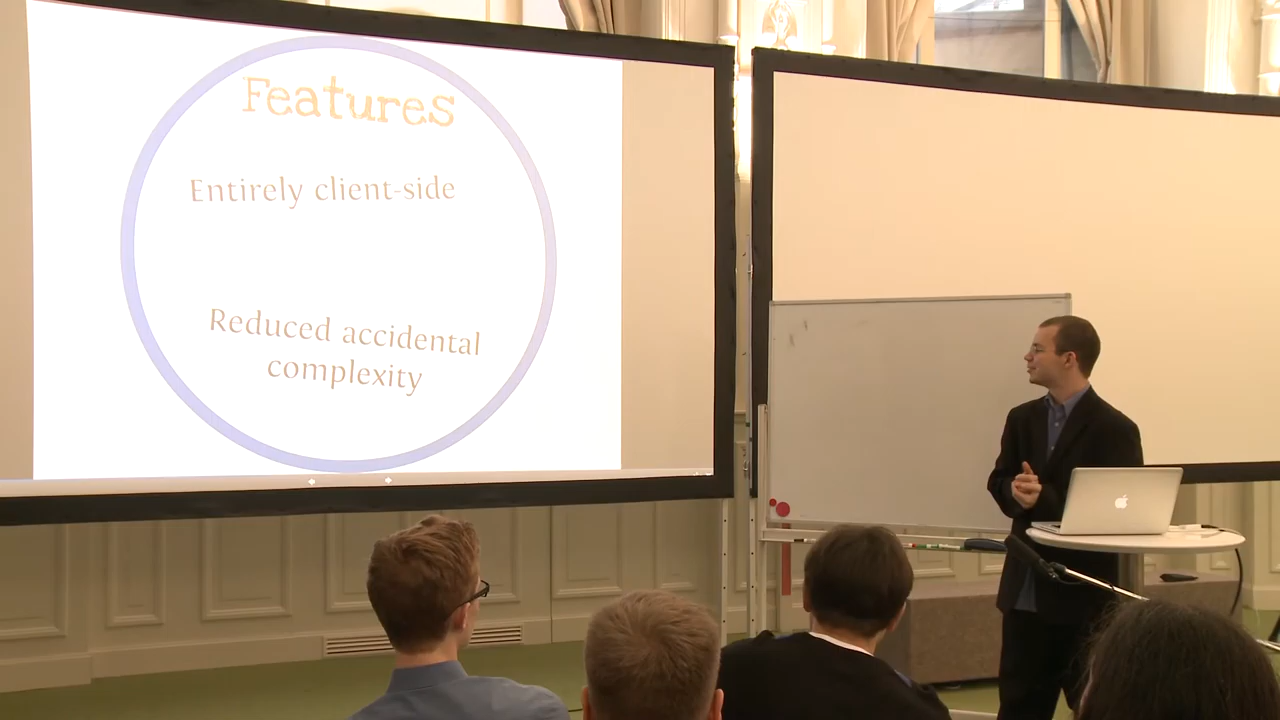 Features
Entirely client-side
Reduced accidental
complexity